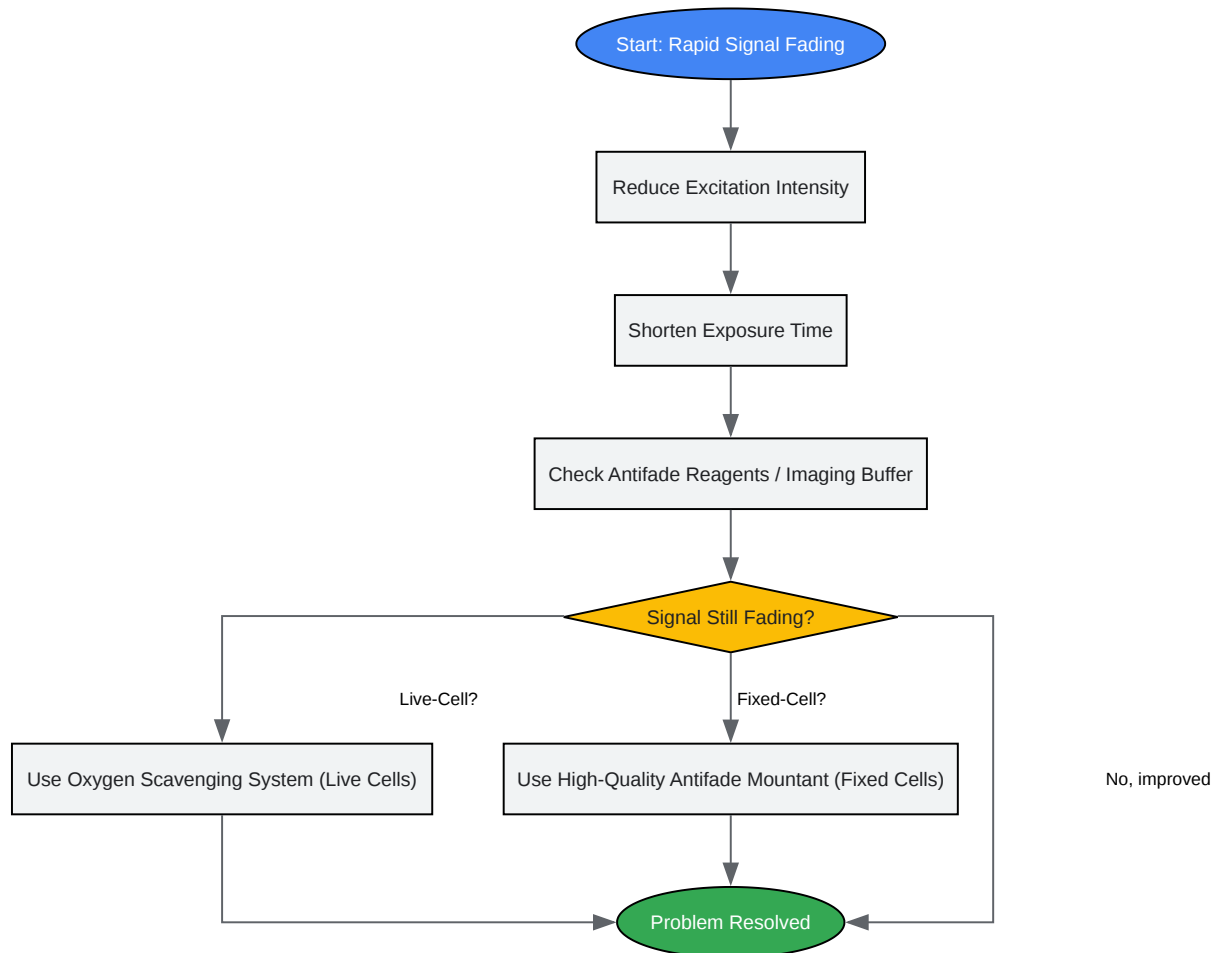 Start: Rapid Signal Fading
Reduce Excitation Intensity
Shorten Exposure Time
Check Antifade Reagents / Imaging Buffer
Signal Still Fading?
Live-Cell?
Fixed-Cell?
Use Oxygen Scavenging System (Live Cells)
Use High-Quality Antifade Mountant (Fixed Cells)
No, improved
Problem Resolved